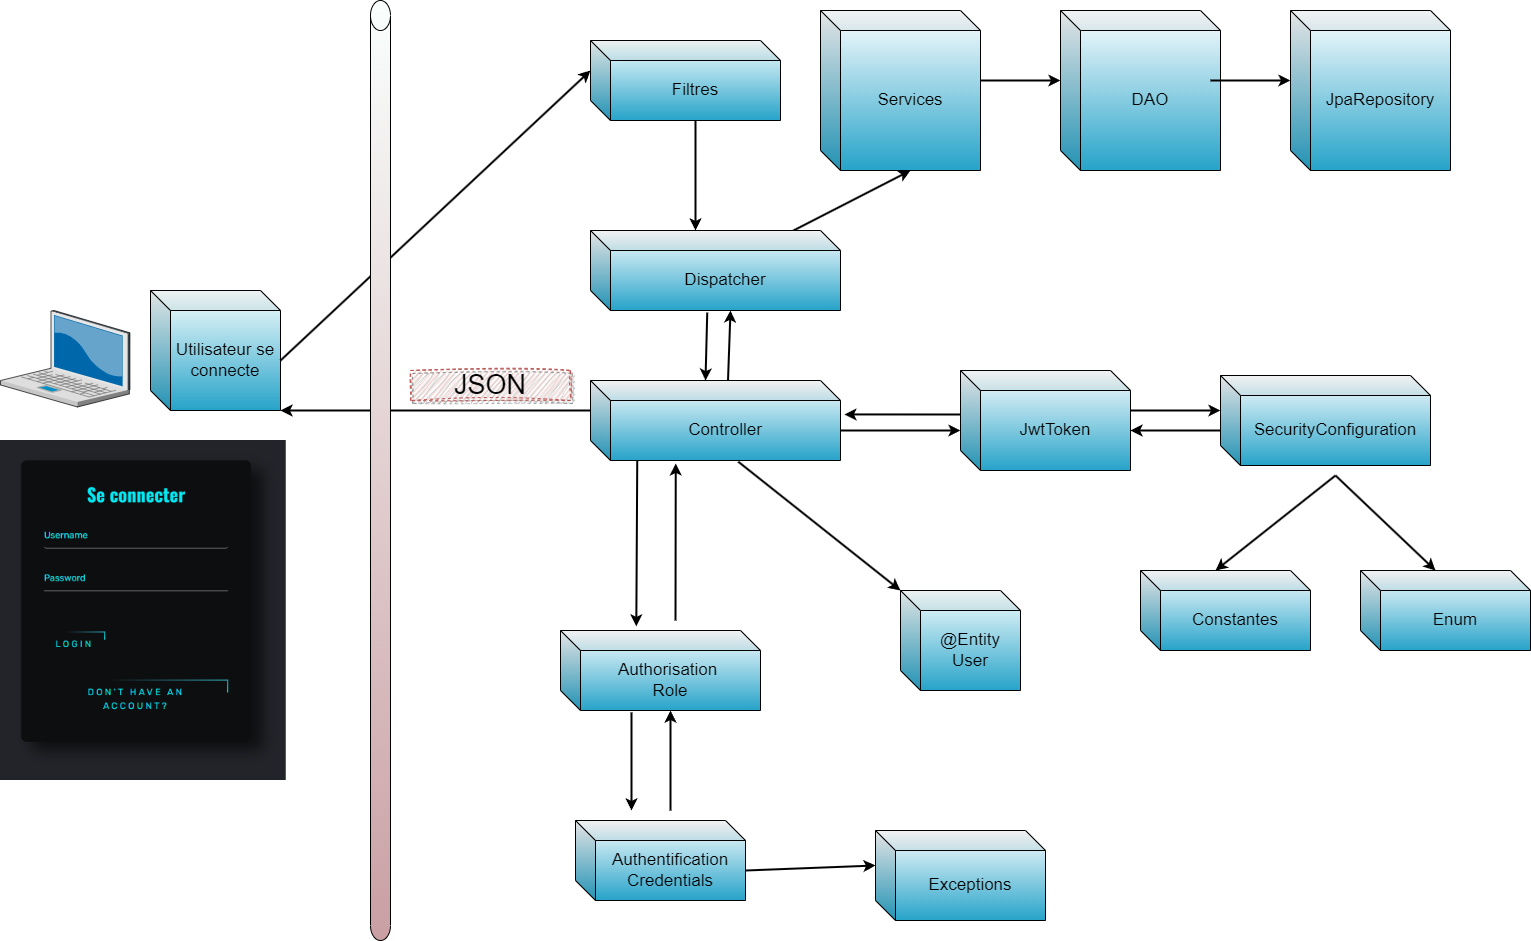 Filtres
Services
DAO
JpaRepository
Dispatcher
Utilisateur se
connecte
JSON
Controller
JwtToken
SecurityConfiguration
Se connecter
Username
Password
LOGIN
DON'T HAVE AN
ACCOUNT?
@Entity
User
Constantes
Enum
Authorisation
Role
Authentification
Credentials
Exceptions